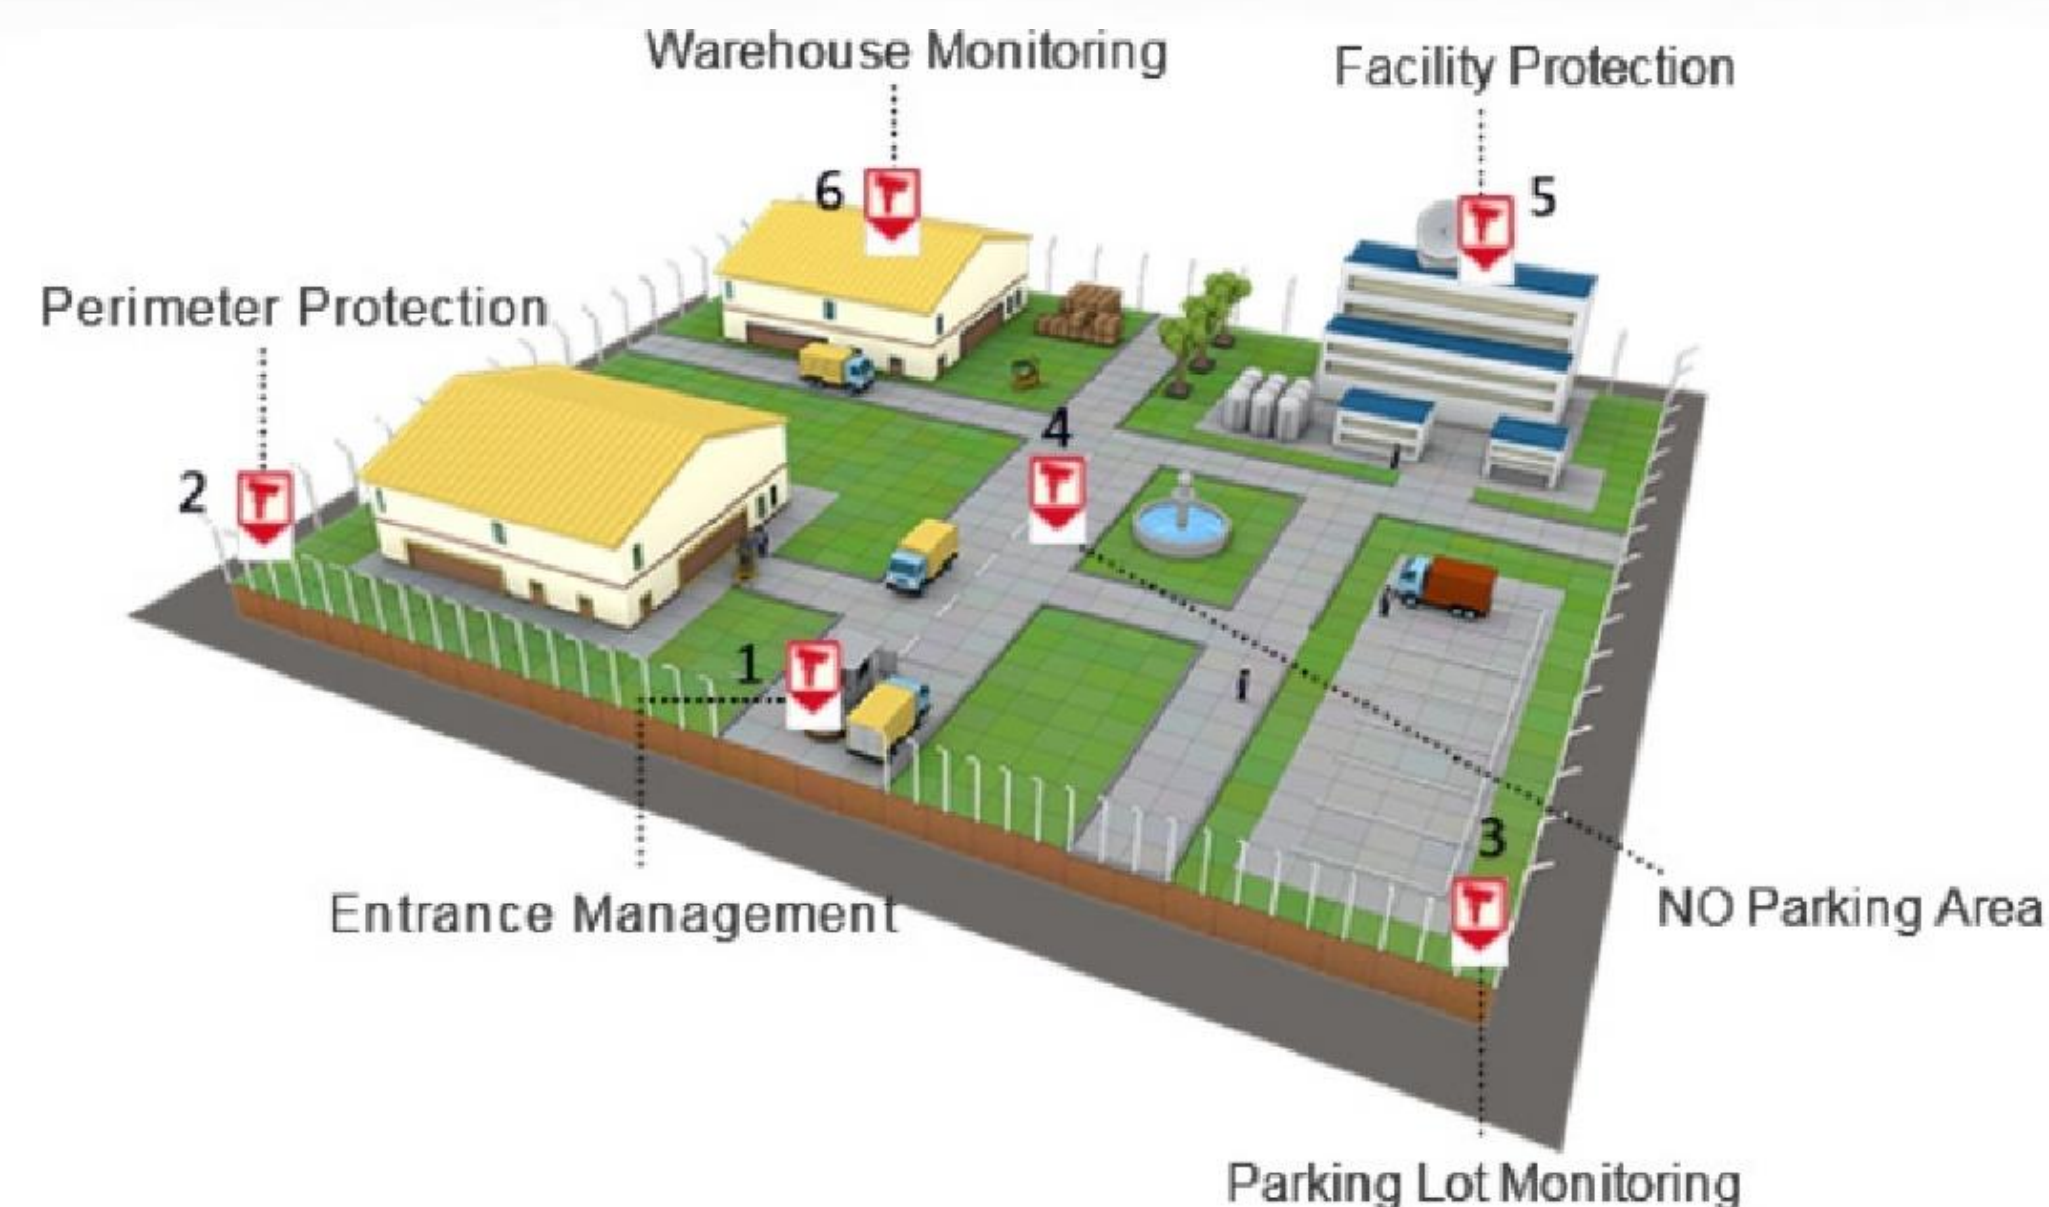 Warehouse Monitoring
Facility Protection
6
5
Perimeter Protection
4
2
1
3
Entrance Management
NO Parking Area
Parking Lot Monitoring